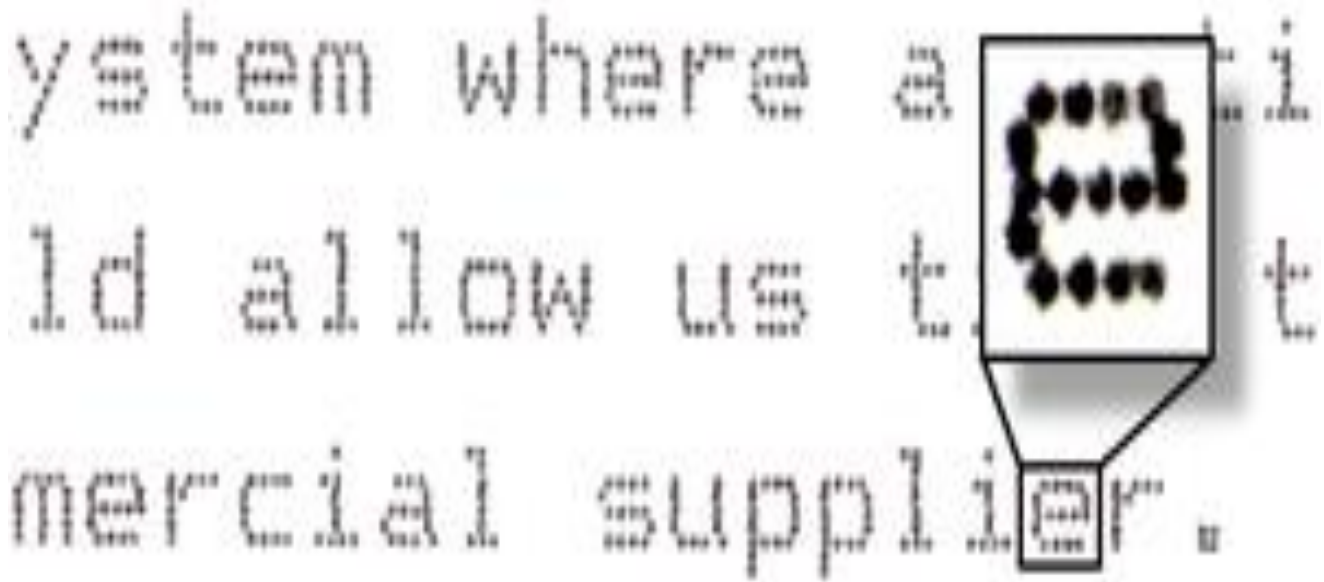 ystem where a
e
ld allow us t t
mercial supplier.